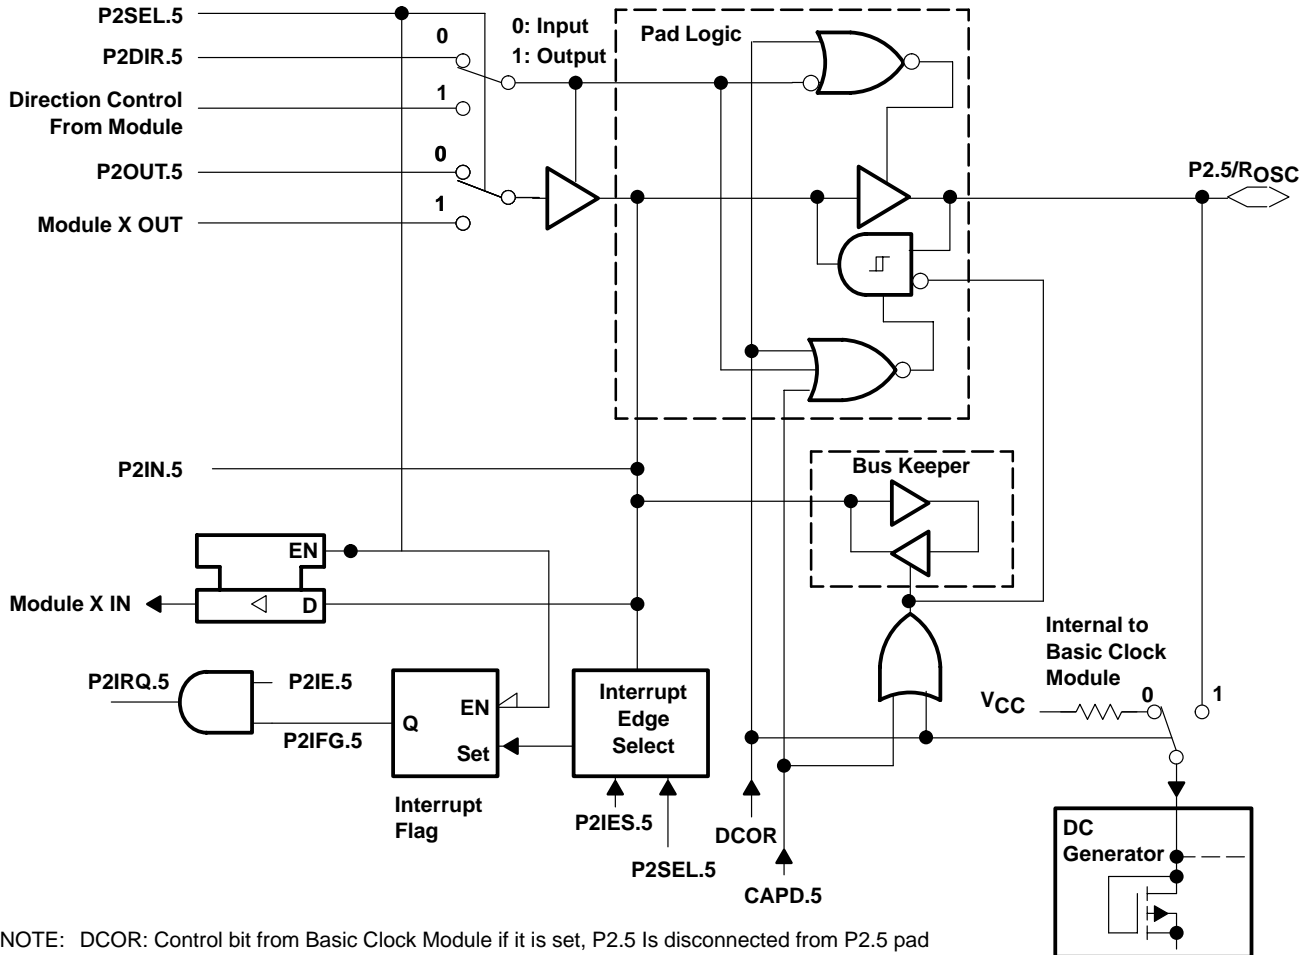 P2SEL.5
P2DIR.5
0
0: Input
1: Output
Pad Logic
Direction Control
From Module
1
P2OUT.5
0
P2.5/ROSC
Module X OUT
1
P2IN.5
Bus Keeper
EN
Module X IN
D
Internal to
Basic Clock
Module
P2IRQ.5
P2IE.5
P2IFG.5
Q
EN
Set
Interrupt
Edge
Select
VCC
0
1
Interrupt
Flag
P2IES.5
P2SEL.5
DCOR
CAPD.5
DC
Generator
NOTE: DCOR: Control bit from Basic Clock Module if it is set, P2.5 Is disconnected from P2.5 pad